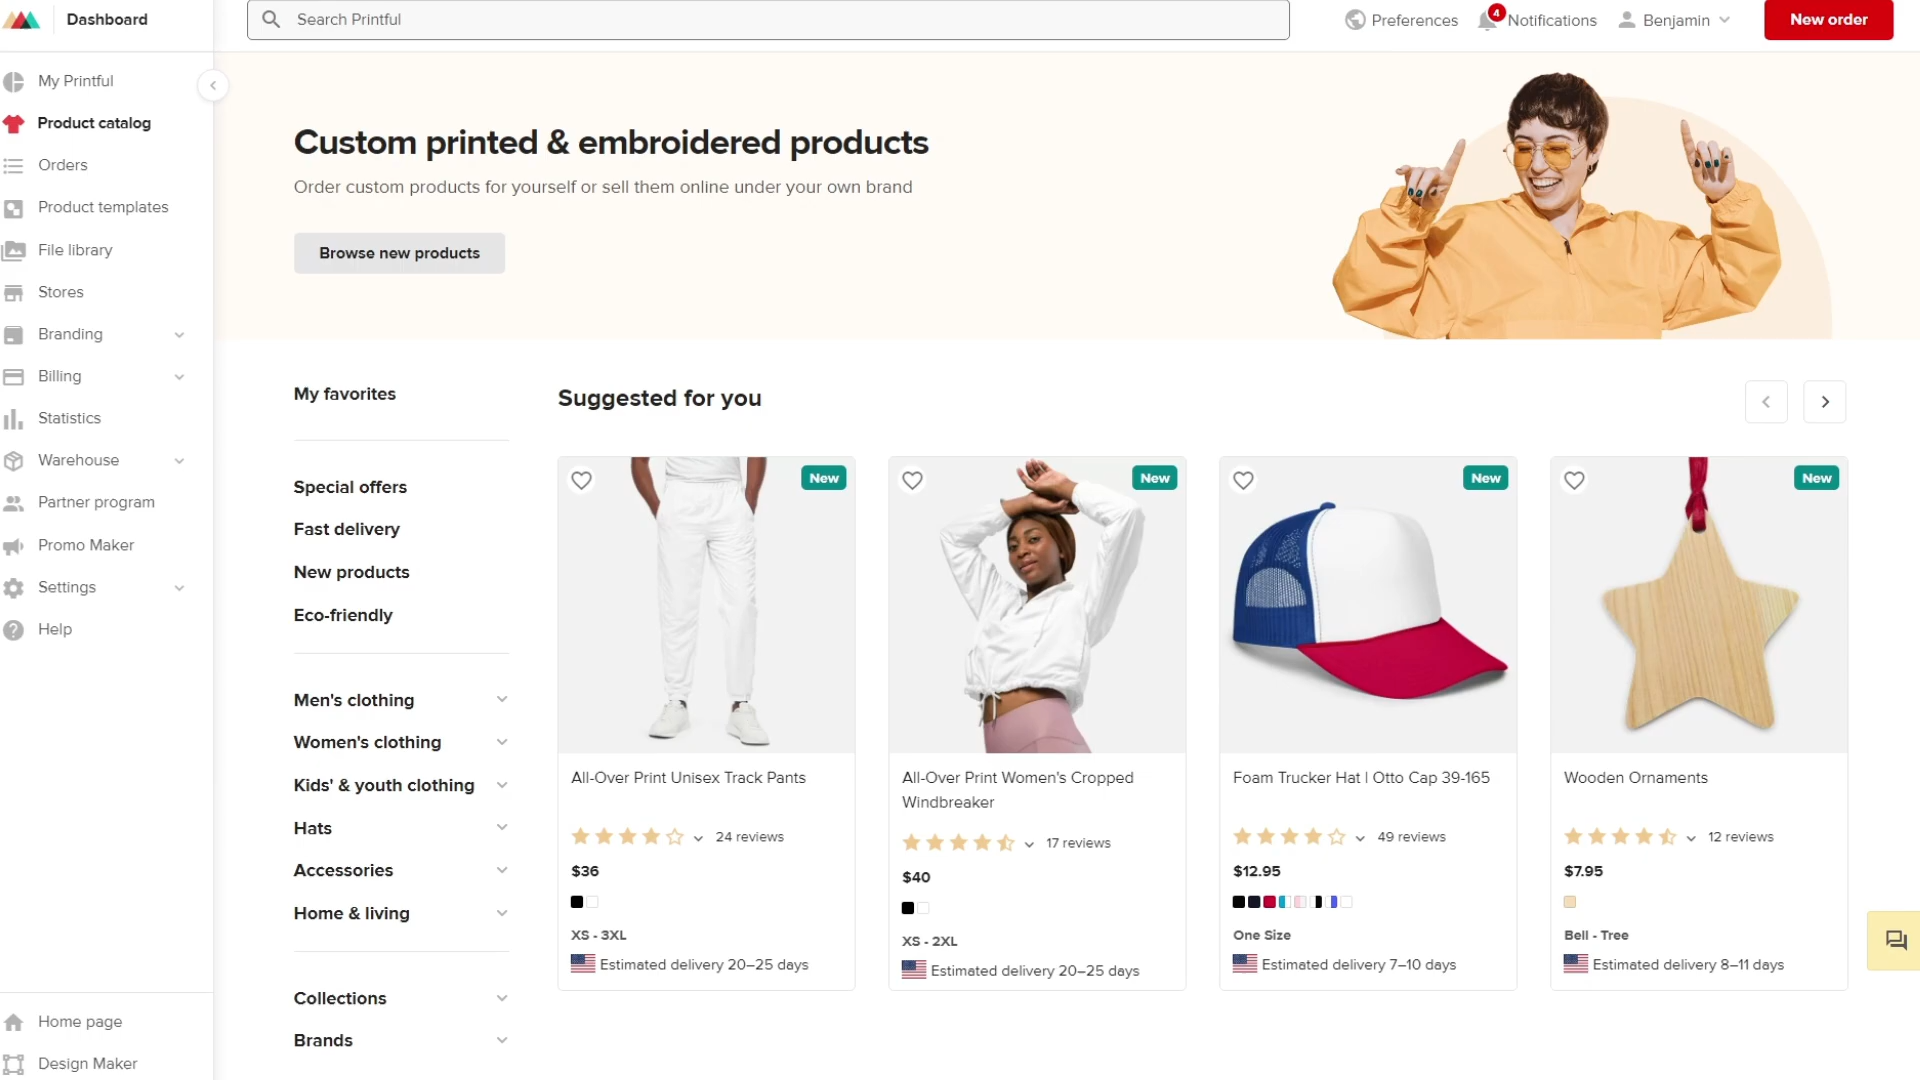 Dashboard
Search Printful
Preferences
4
Notifications
Benjamin
New order
My Printful
Product catalog
Orders
Product templates
File library
Stores
Branding
Billing
Statistics
Warehouse
Partner program
Promo Maker
Settings
Help
Home page
Design Maker
Custom printed & embroidered products
Order custom products for yourself or sell them online under your own brand
Browse new products
My favorites
Special offers
Fast delivery
New products
Eco-friendly
Men's clothing
Women's clothing
Kids' & youth clothing
Hats
Accessories
Home & living
Collections
Brands
Suggested for you
New
All-Over Print Unisex Track Pants
24 reviews
$36
XS - 3XL
Estimated delivery 20–25 days
New
All-Over Print Women's Cropped
Windbreaker
17 reviews
$40
XS - 2XL
Estimated delivery 20–25 days
New
Foam Trucker Hat | Otto Cap 39-165
49 reviews
$12.95
One Size
Estimated delivery 7–10 days
New
Wooden Ornaments
12 reviews
$7.95
Bell - Tree
Estimated delivery 8–11 days